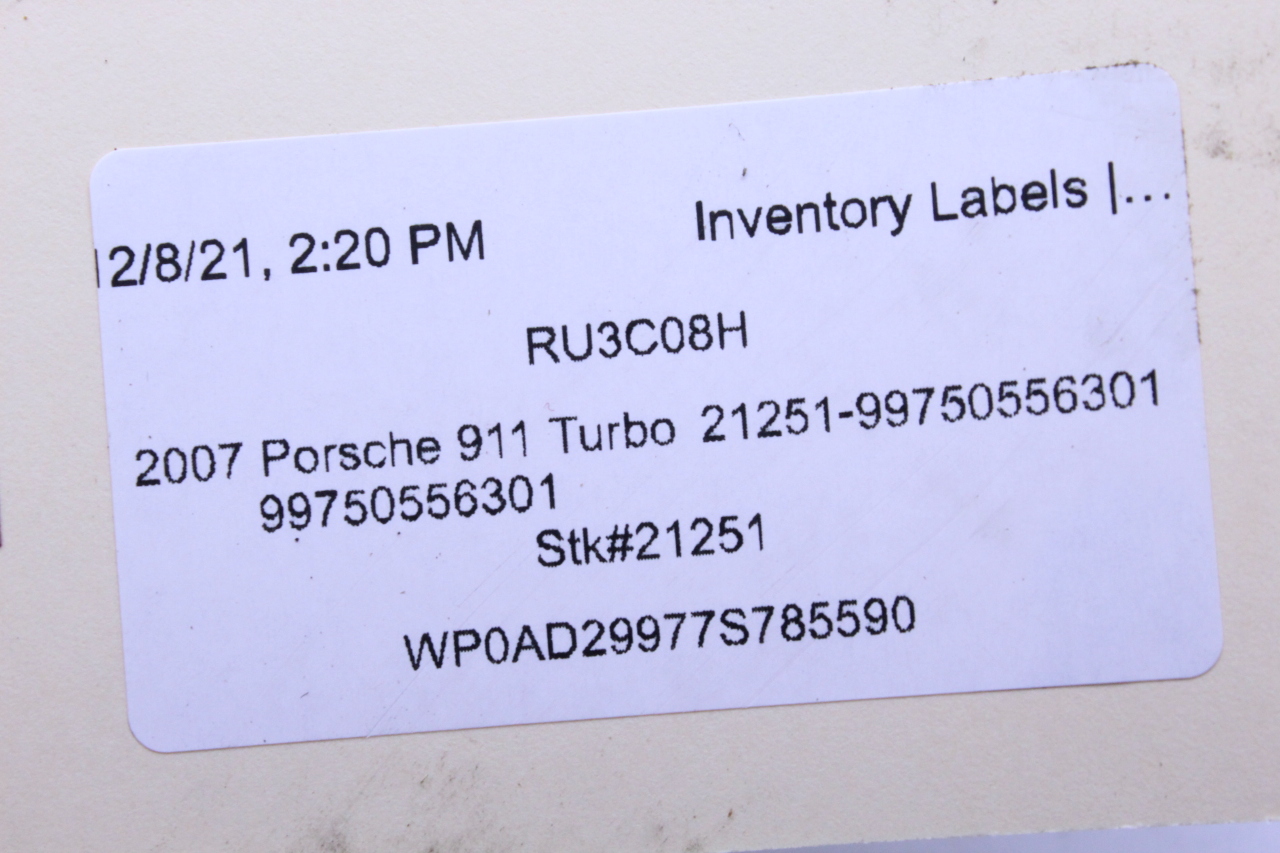 12/8/21, 2:20 PM Inventory Labels |...
RU3C08H
2007 Porsche 911 Turbo 21251-99750556301
99750556301
Stk#21251
WP0AD29977S785590